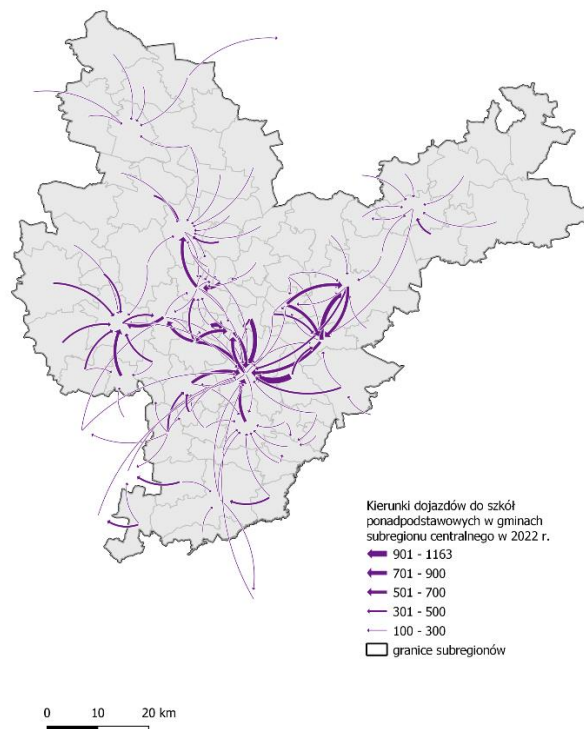 Kierunki dojazdów do szkół
ponadpodstawowych w gminach
subregionu centralnego w 2022 r.
901 - 1163
701 - 900
501 - 700
301 - 500
100 - 300
granice subregionów
0 10 20 km